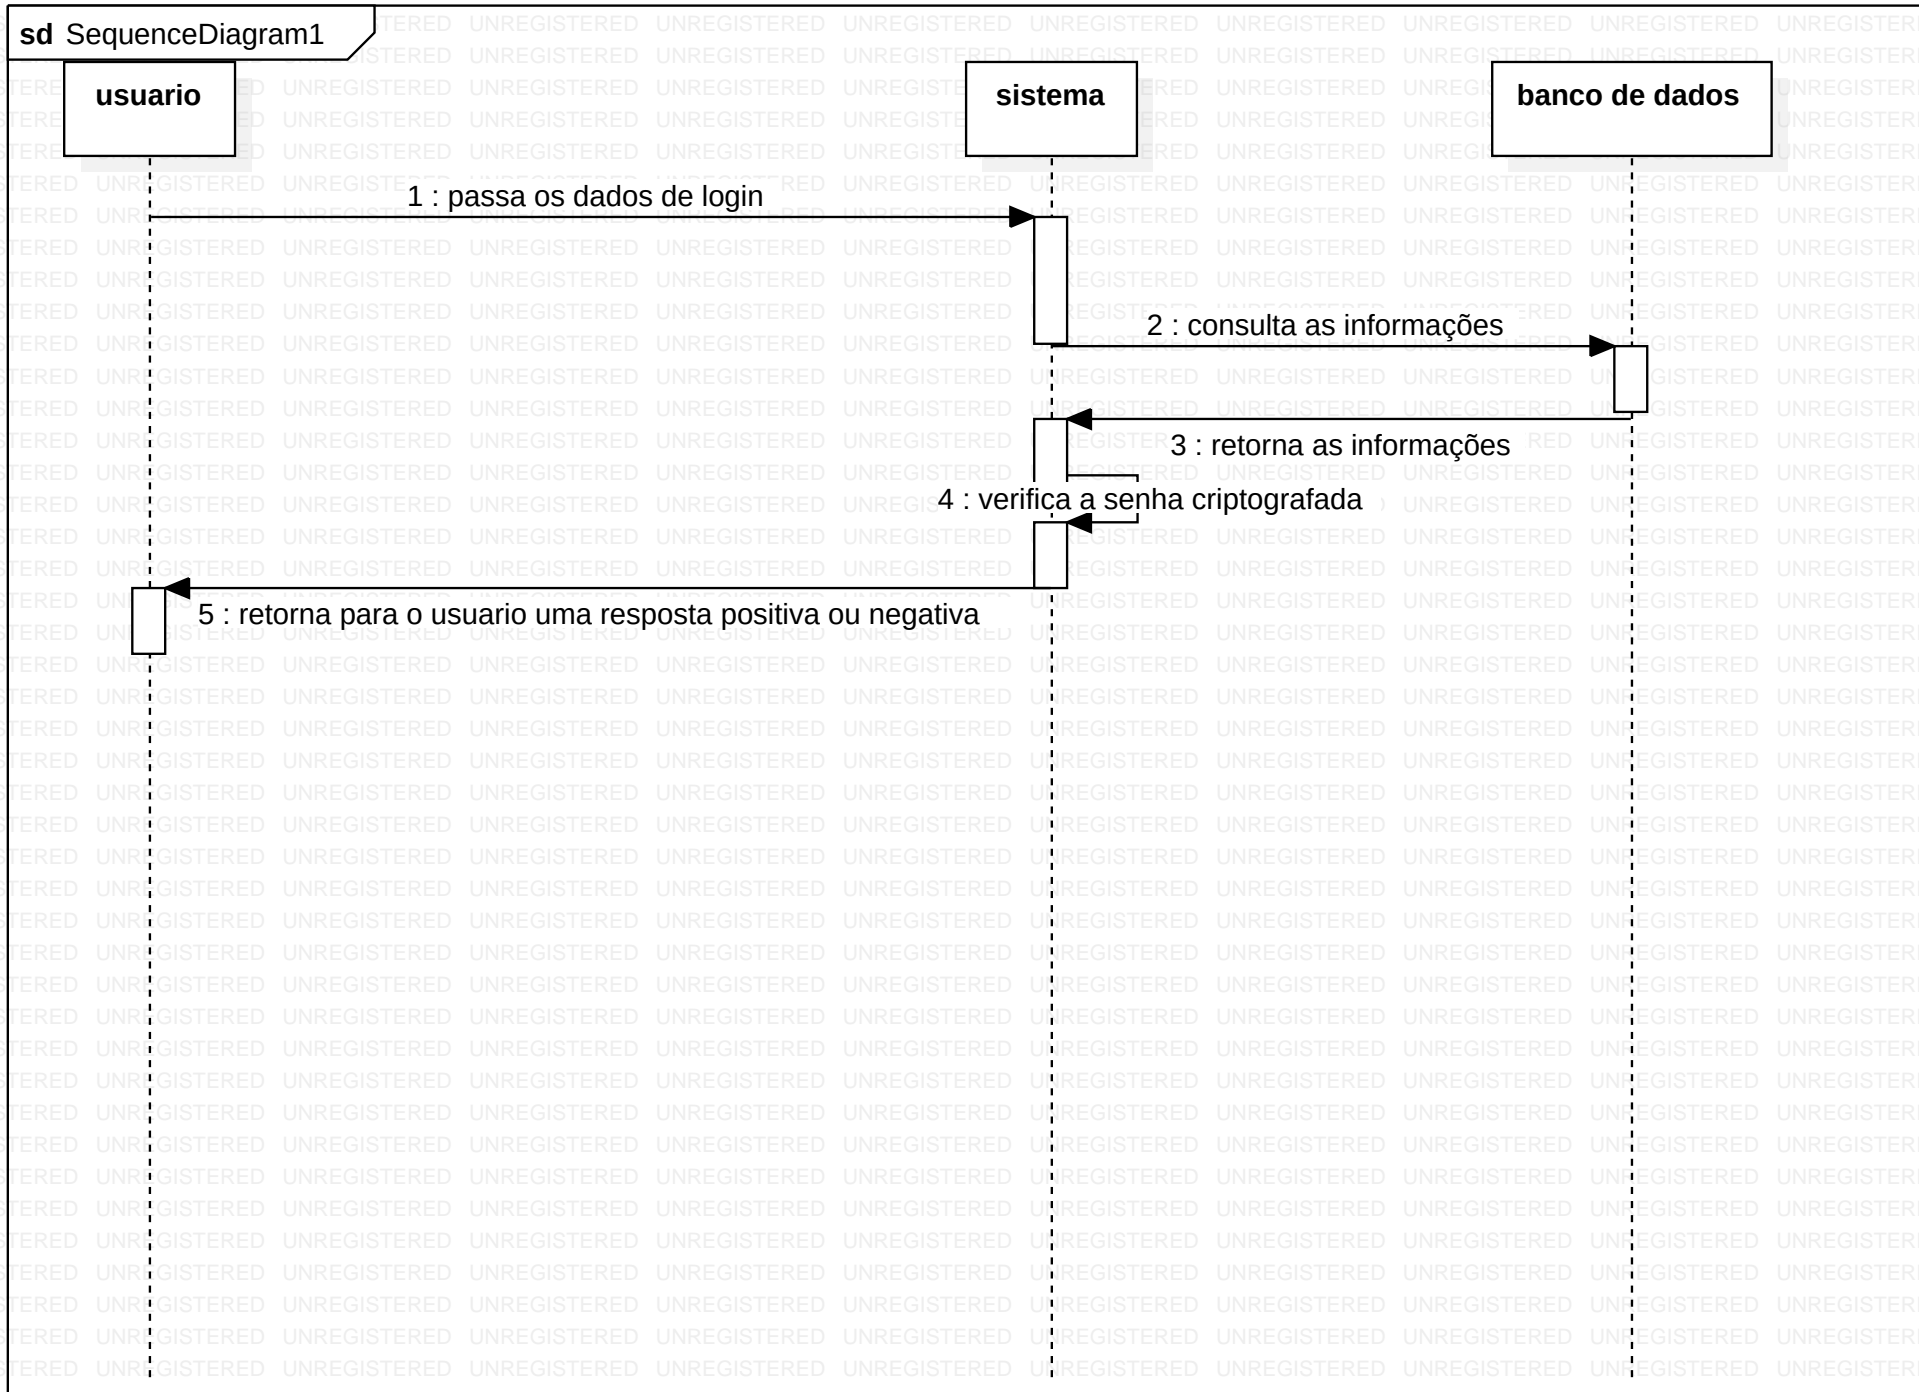 sd SequenceDiagram1
usuario
sistema
banco de dados
1 : passa os dados de login
2 : consulta as informações
3 : retorna as informações
4 : verifica a senha criptografada
5 : retorna para o usuario uma resposta positiva ou negativa
UNREGISTERED